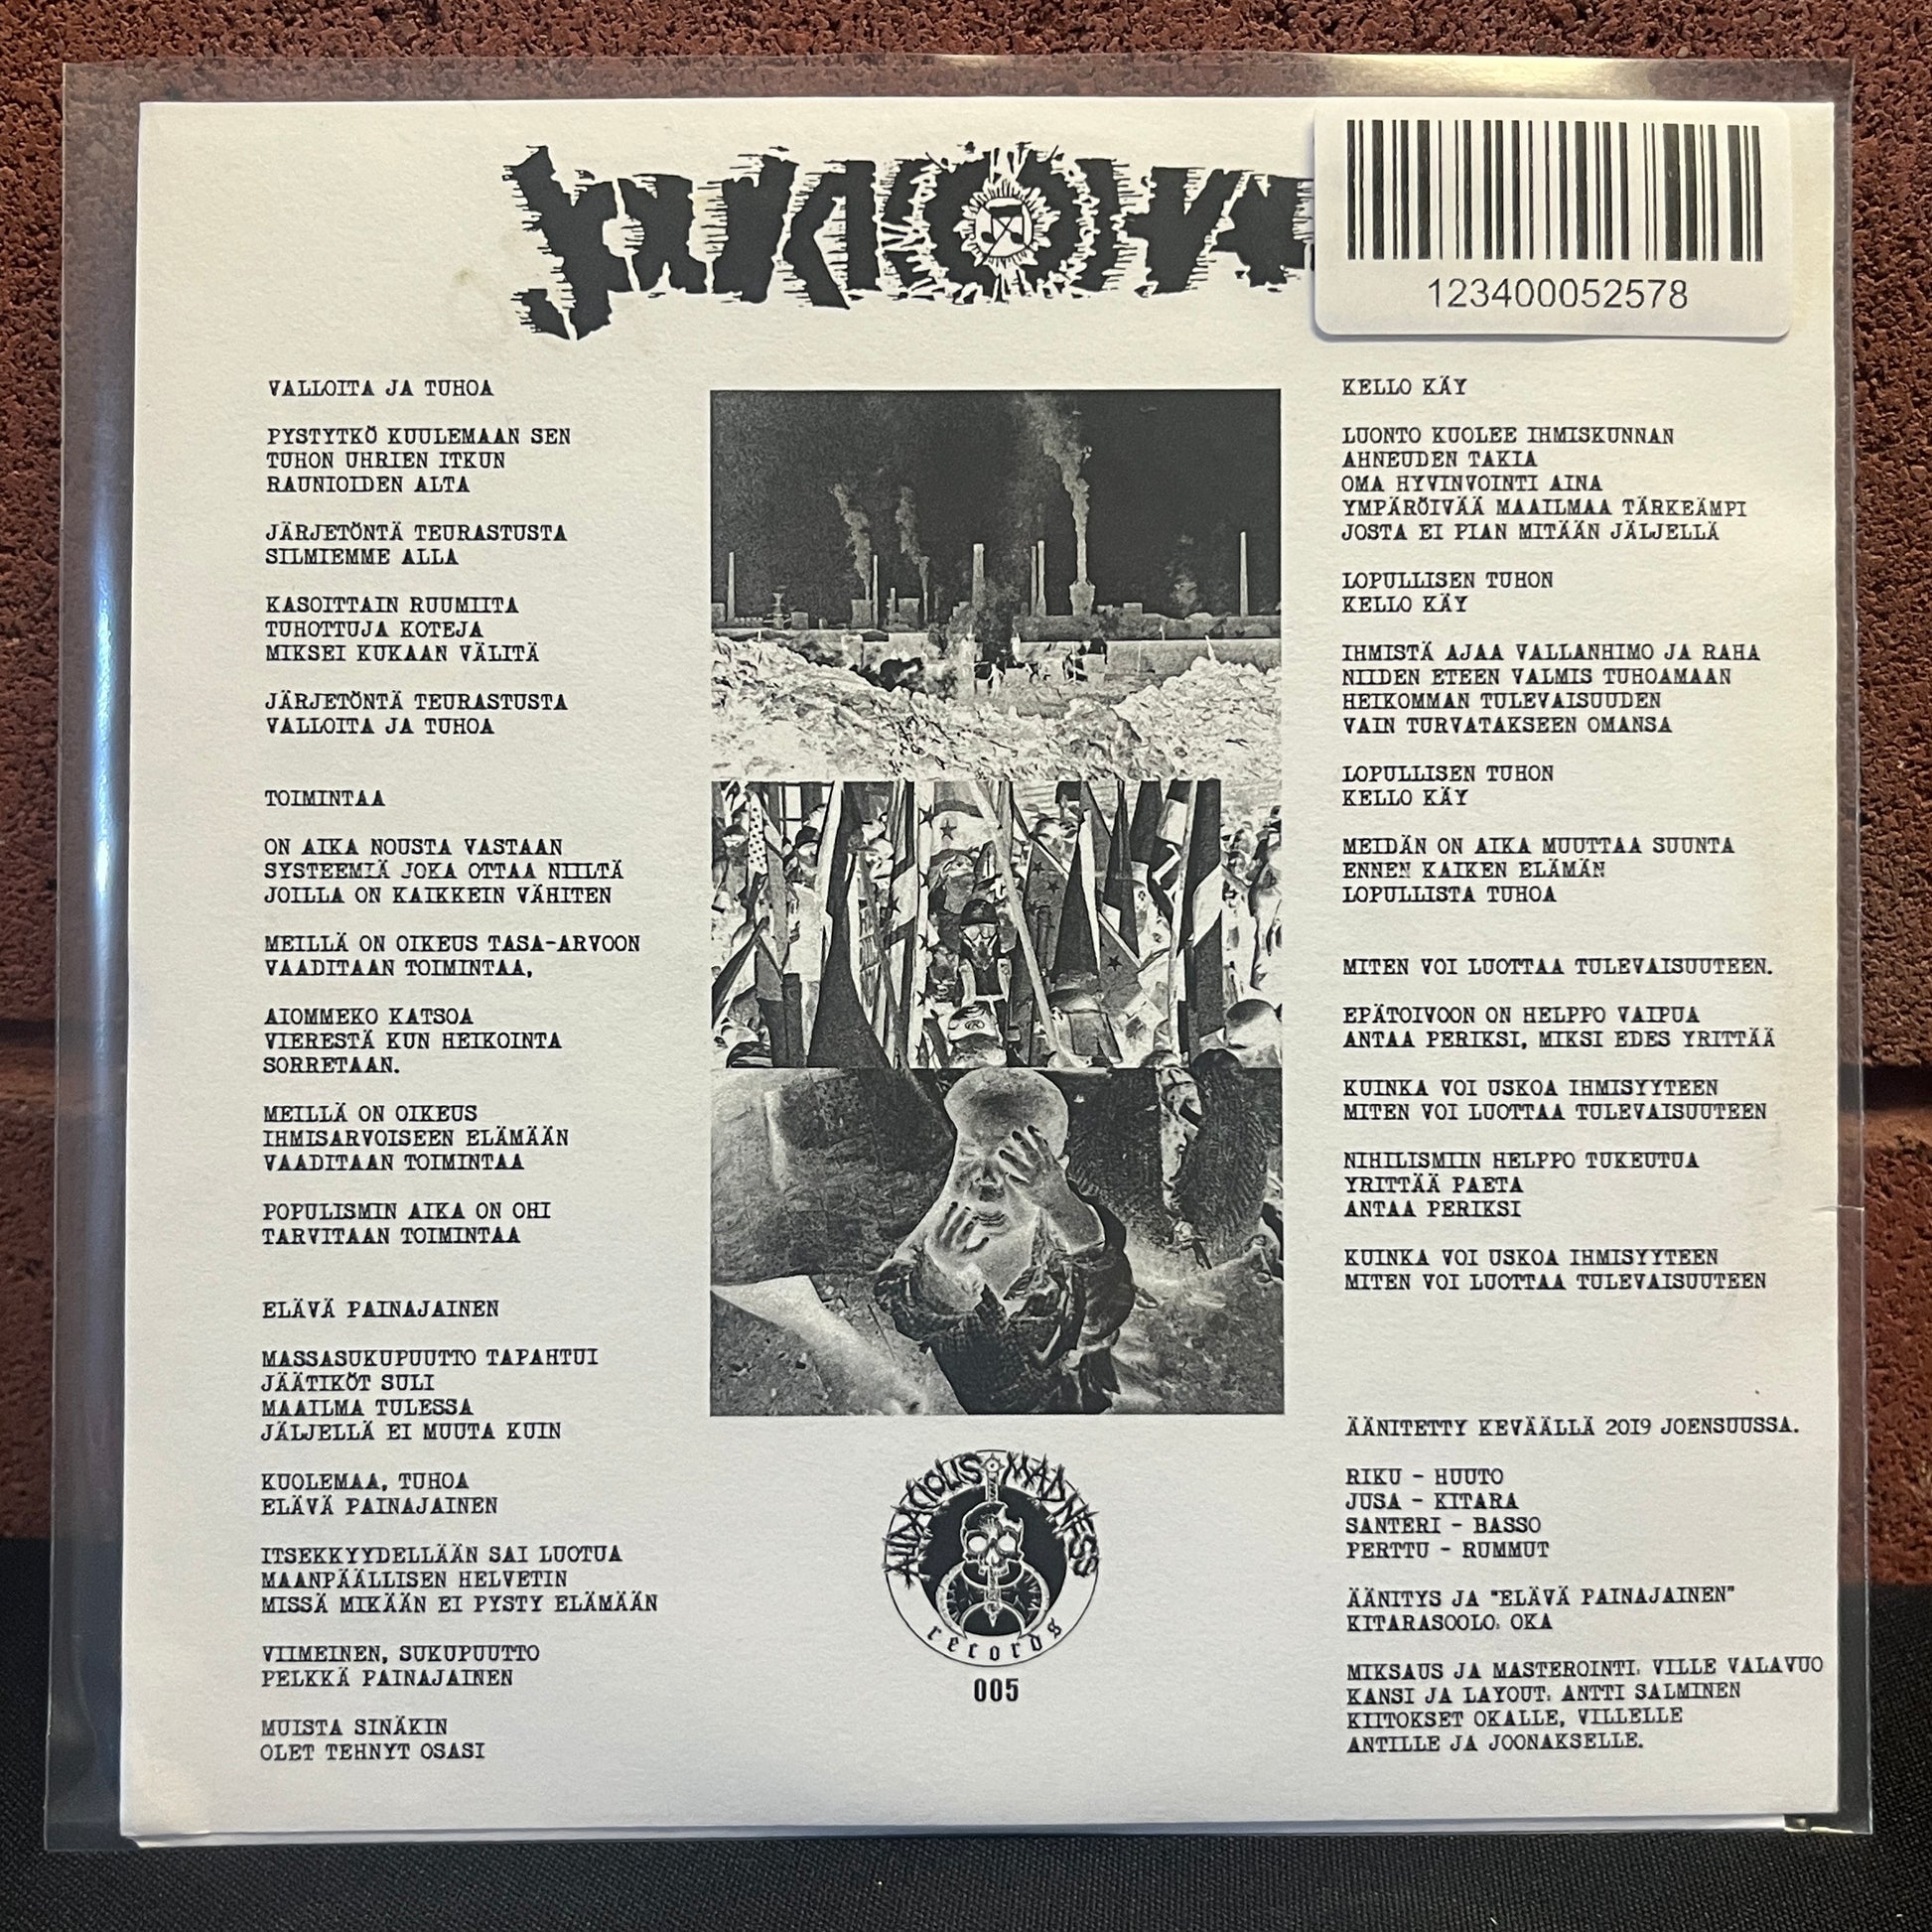 123400052578
VALLOITA JA TUHOA
PYSTYTKÖ KUULEMAAN SEN
TUHON UHRIEN ITKUN
RAUNIOIDEN ALTA
JÄRJETÖNTÄ TEURASTUSTA
SILMIEMME ALLA
KASOITTAIN RUUMIITA
TUHOTTUJA KOTEJA
MIKSEI KUKAAN VÄLITÄ
JÄRJETÖNTÄ TEURASTUSTA
VALLOITA JA TUHOA
TOIMINTAA
ON AIKA NOUSTA VASTAAN
SYSTEEMIÄ JOKA OTTAA NIILTÄ
JOILLA ON KAIKKEIN VÄHITEN
MEILLÄ ON OIKEUS TASA-ARVOON
VAADITAAN TOIMINTAA,
AIOMMEKO KATSOA
VIERESTÄ KUN HEIKOINTA
SORRETAAN.
MEILLÄ ON OIKEUS
IHMISARVOISEEN ELÄMÄÄN
VAADITAAN TOIMINTAA
POPULISMIN AIKA ON OHI
TARVITAAN TOIMINTAA
ELÄVÄ PAINAJAINEN
MASSASUKUPUUTTO TAPAHTUI
JÄÄTIKÖT SULI
MAAILMA TULESSA
JÄLJELLÄ EI MUUTA KUIN
KUOLEMAA, TUHOA
ELÄVÄ PAINAJAINEN
ITSEKKYYDELLÄÄN SAI LUOTUA
MAANPÄÄLLISEN HELVETIN
MISSÄ MIKÄÄN EI PYSTY ELÄMÄÄN
VIIMEINEN, SUKUPUUTTO
PELKKÄ PAINAJAINEN
MUISTA SINÄKIN
OLET TEHNYT OSASI
KELLO KÄY
LUONTO KUOLEE IHMISKUNNAN
AHNEUDEN TAKIA
OMA HYVINVOINTI AINA
YMPÄRÖIVÄÄ MAAILMAA TÄRKEÄMPI
JOSTA EI PIAN MITÄÄN JÄLJELLÄ
LOPULLISEN TUHON
KELLO KÄY
IHMISTÄ AJAA VALLANHIMO JA RAHA
NIIDEN ETEEN VALMIS TUHOAMAAN
HEIKOMMAN TULEVAISUUDEN
VAIN TURVATAKSEEN OMANSA
LOPULLISEN TUHON
KELLO KÄY
MEIDÄN ON AIKA MUUTTAA SUUNTA
ENNEN KAIKEN ELÄMÄN
LOPULLISTA TUHOA
MITEN VOI LUOTTAA TULEVAISUUTEEN.
EPÄTOIVOON ON HELPPO VAIPUA
ANTAA PERIKSI, MIKSI EDES YRITTÄÄ
KUINKA VOI USKOA IHMISYYTEEN
MITEN VOI LUOTTAA TULEVAISUUTEEN
NIHILISMIIN HELPPO TUKEUTUA
YRITTÄÄ PAETA
ANTAA PERIKSI
KUINKA VOI USKOA IHMISYYTEEN
MITEN VOI LUOTTAA TULEVAISUUTEEN
ÄÄNITETTY KEVÄÄLLÄ 2019 JOENSUUSSA.
RIKU - HUUTO
JUSA - KITARA
SANTERI - BASSO
PERTTU - RUMMUT
ÄÄNITYS JA "ELÄVÄ PAINAJAINEN"
KITARASOOLO: OKA
MIKSAUS JA MASTEROINTI: VILLE VALAVUO
KANSI JA LAYOUT: ANTTI SALMINEN
KIITOKSET OKALLE, VILLELLE
ANTILLE JA JOONAKSELLE.
MADNESS
records
005